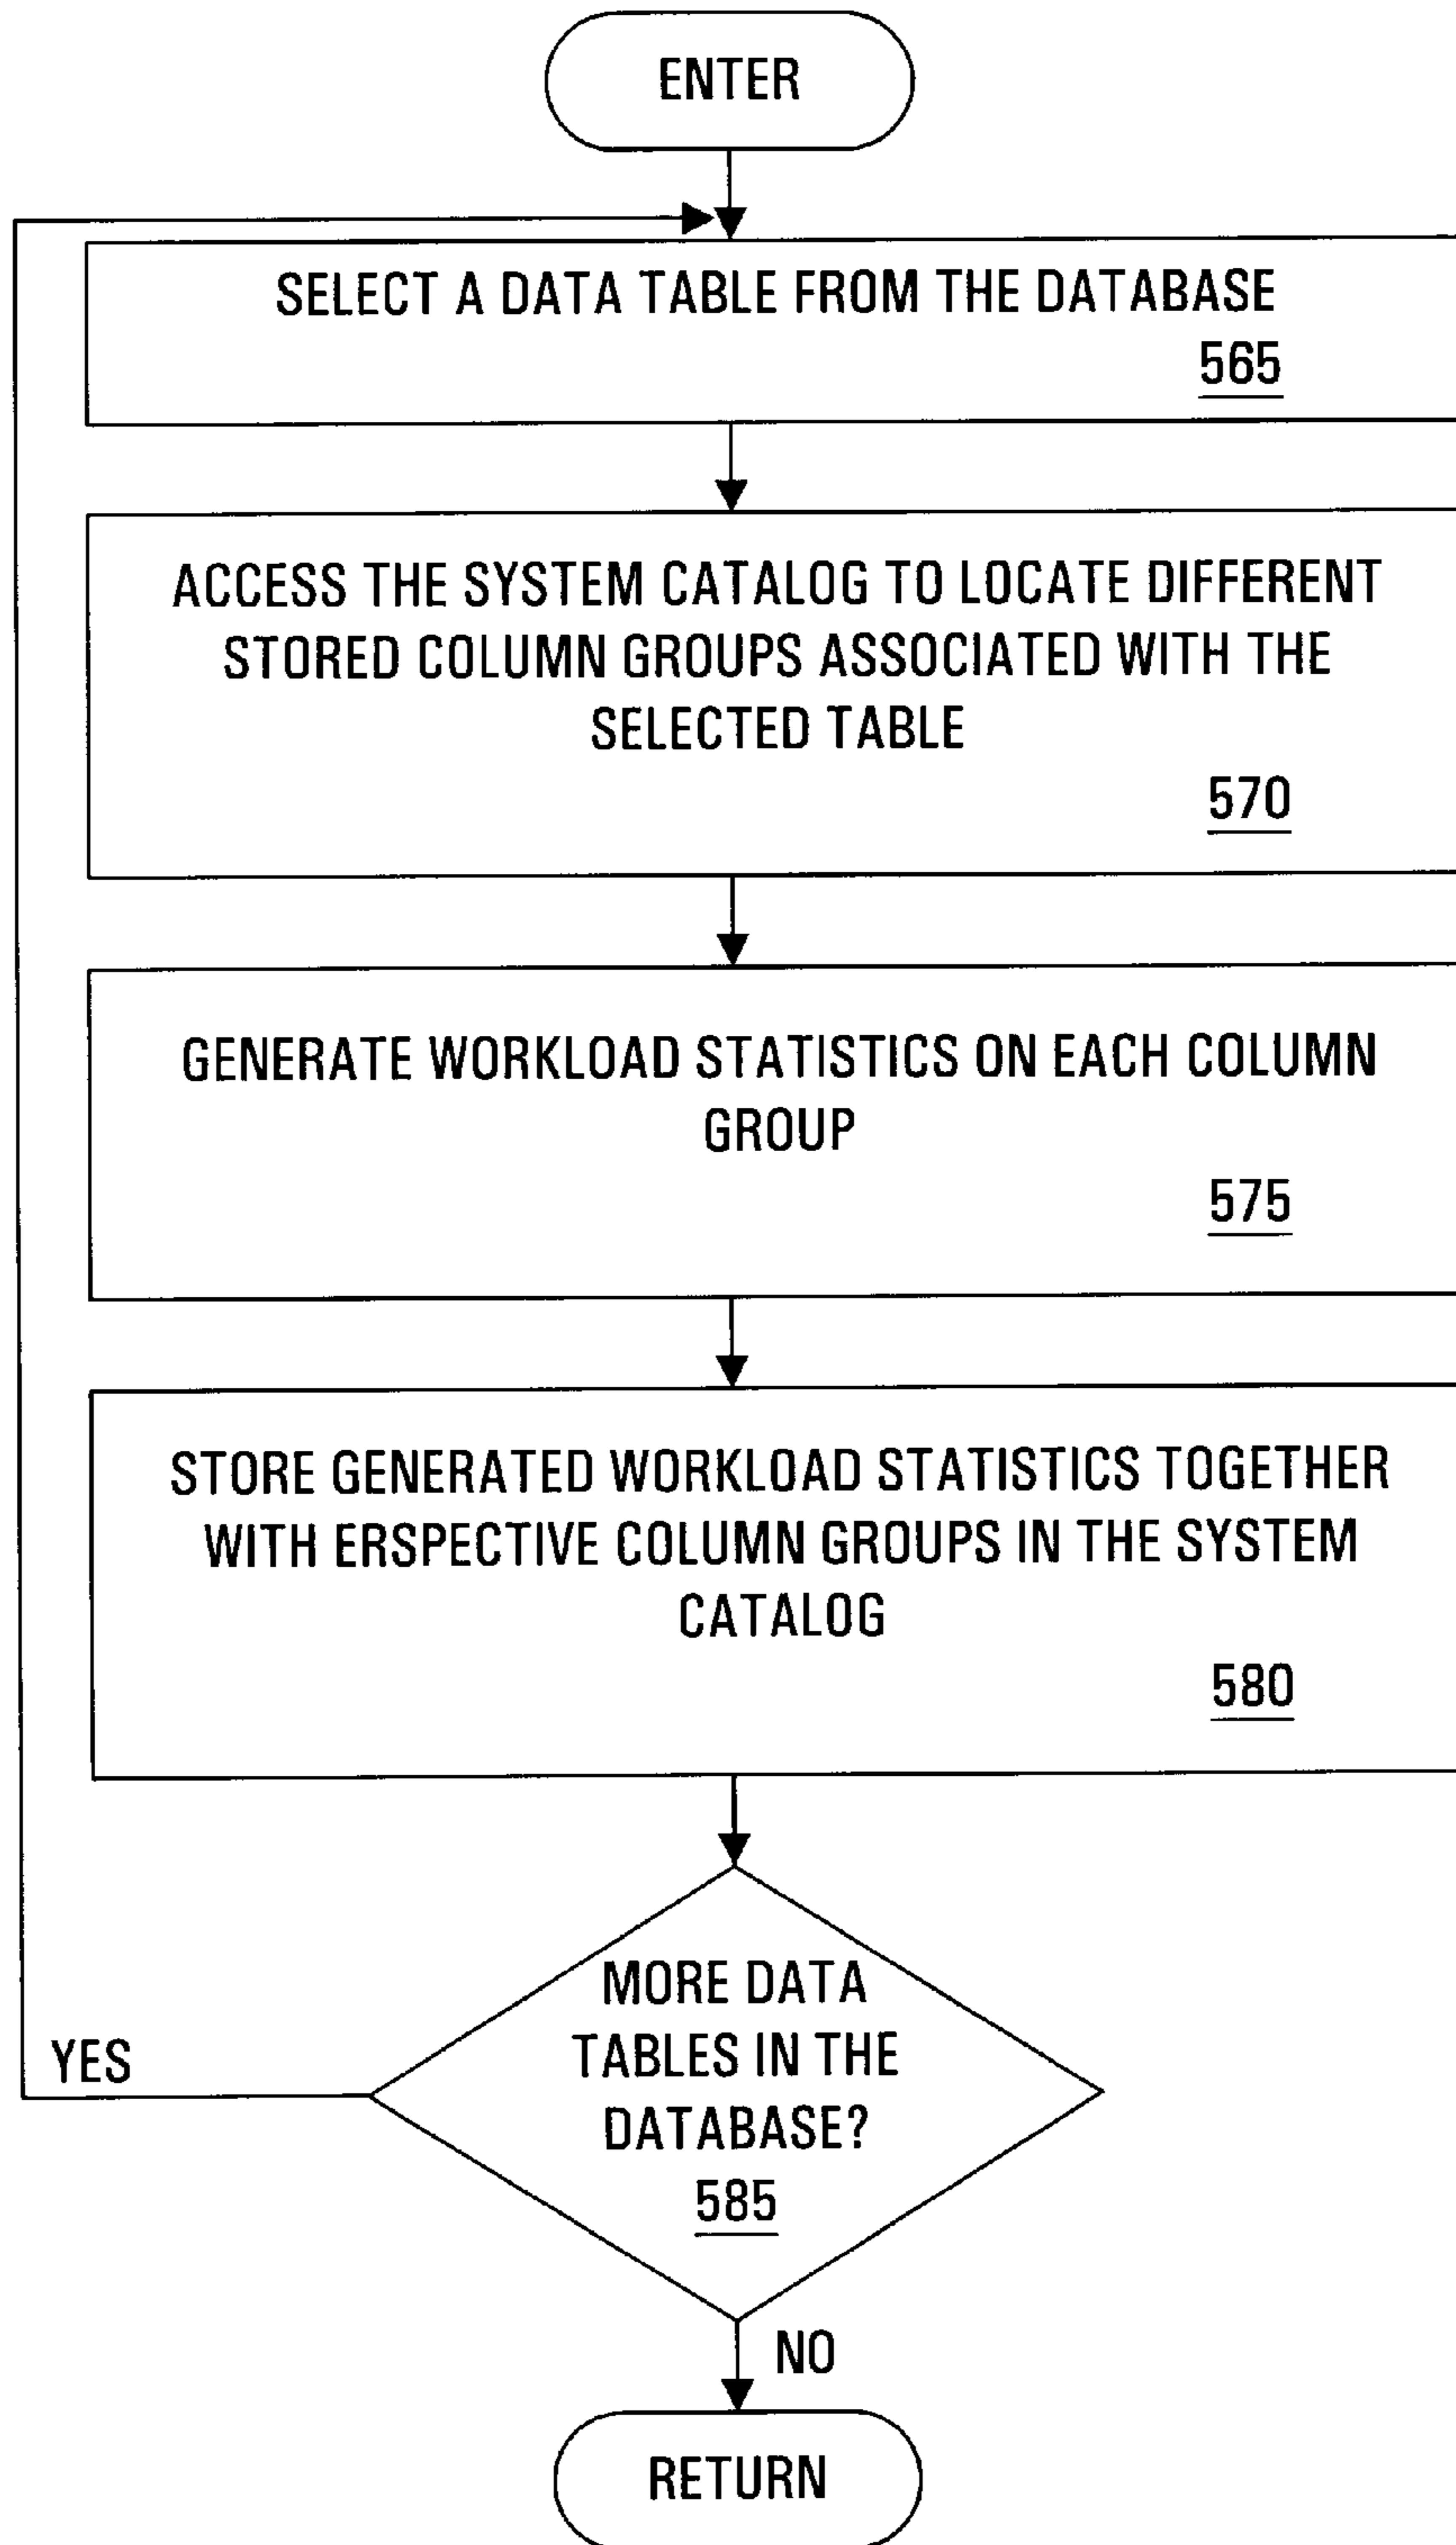 ENTER
SELECT A DATA TABLE FROM THE DATABASE
565
ACCESS THE SYSTEM CATALOG TO LOCATE DIFFERENT
STORED COLUMN GROUPS ASSOCIATED WITH THE
SELECTED TABLE
570
GENERATE WORKLOAD STATISTICS ON EACH COLUMN
GROUP
575
STORE GENERATED WORKLOAD STATISTICS TOGETHER
WITH ERSPECTIVE COLUMN GROUPS IN THE SYSTEM
CATALOG
580
MORE DATA
TABLES IN THE
DATABASE?
585
YES
NO
RETURN